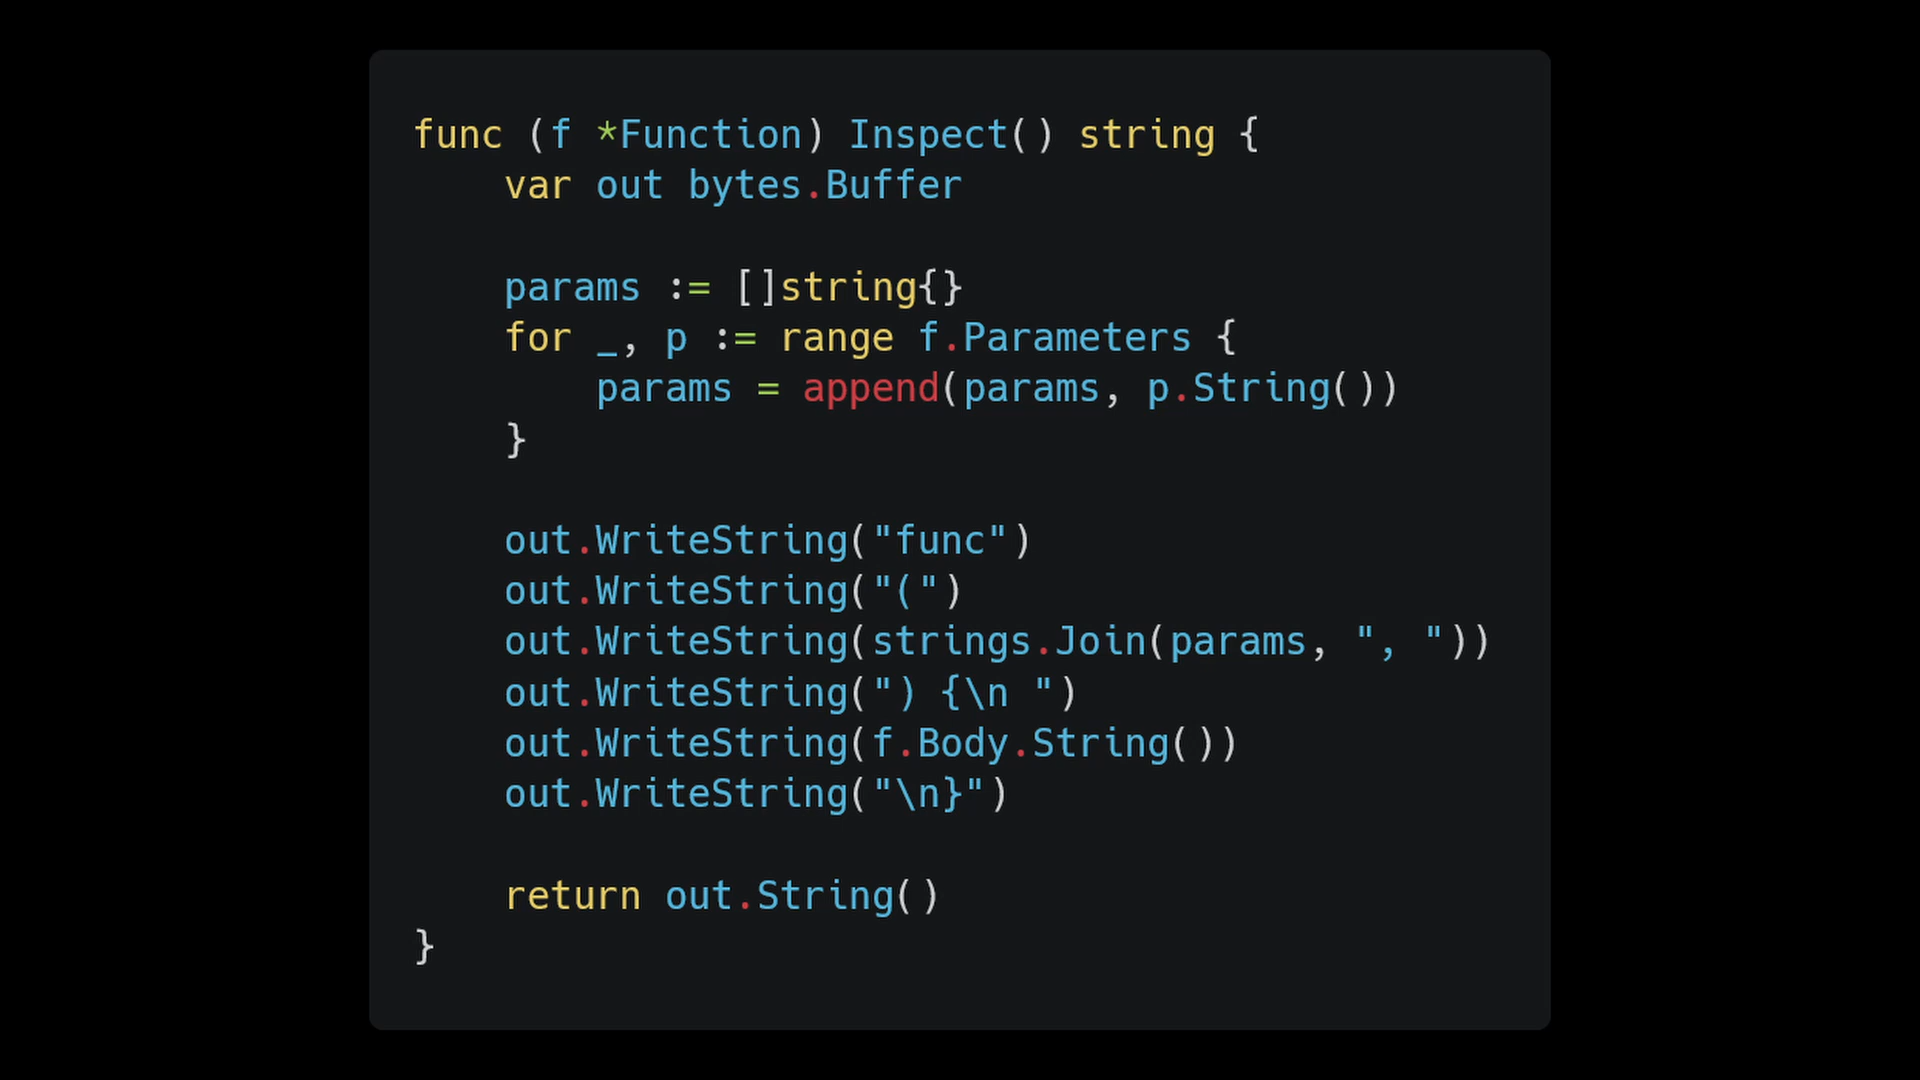 func (f *Function) Inspect() string {
    var out bytes.Buffer

    params := []string{}
    for _, p := range f.Parameters {
        params = append(params, p.String())
    }

    out.WriteString("func")
    out.WriteString("(")
    out.WriteString(strings.Join(params, ", "))
    out.WriteString(") {\n ")
    out.WriteString(f.Body.String())
    out.WriteString("\n}")

    return out.String()
}